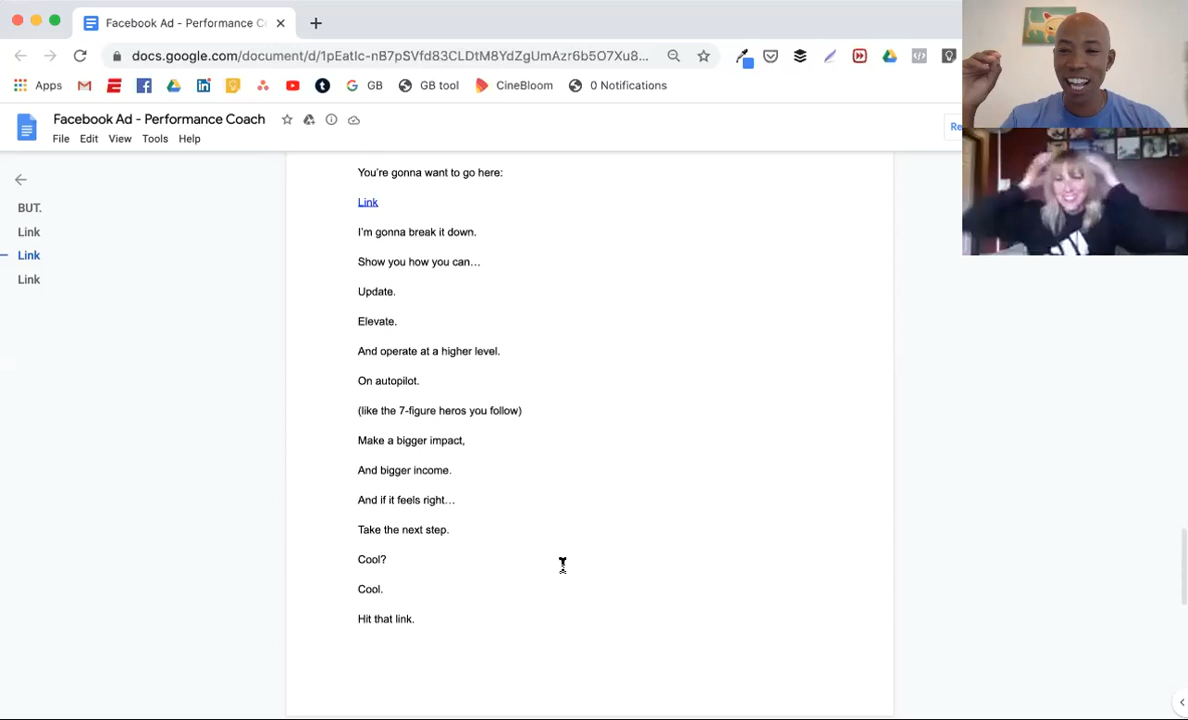 Facebook Ad - Performance C
docs.google.com/document/d/1pEatIc-nB7pSVfd83CLDtM8YdZgUmAzr6b5O7Xu8...
Apps GB GB tool CineBloom 0 Notifications
Facebook Ad - Performance Coach
File Edit View Tools Help
Re
BUT.
Link
Link
Link
You're gonna want to go here:
Link
I'm gonna break it down.
Show you how you can...
Update.
Elevate.
And operate at a higher level.
On autopilot.
(like the 7-figure heros you follow)
Make a bigger impact,
And bigger income.
And if it feels right...
Take the next step.
Cool?
Cool.
Hit that link.